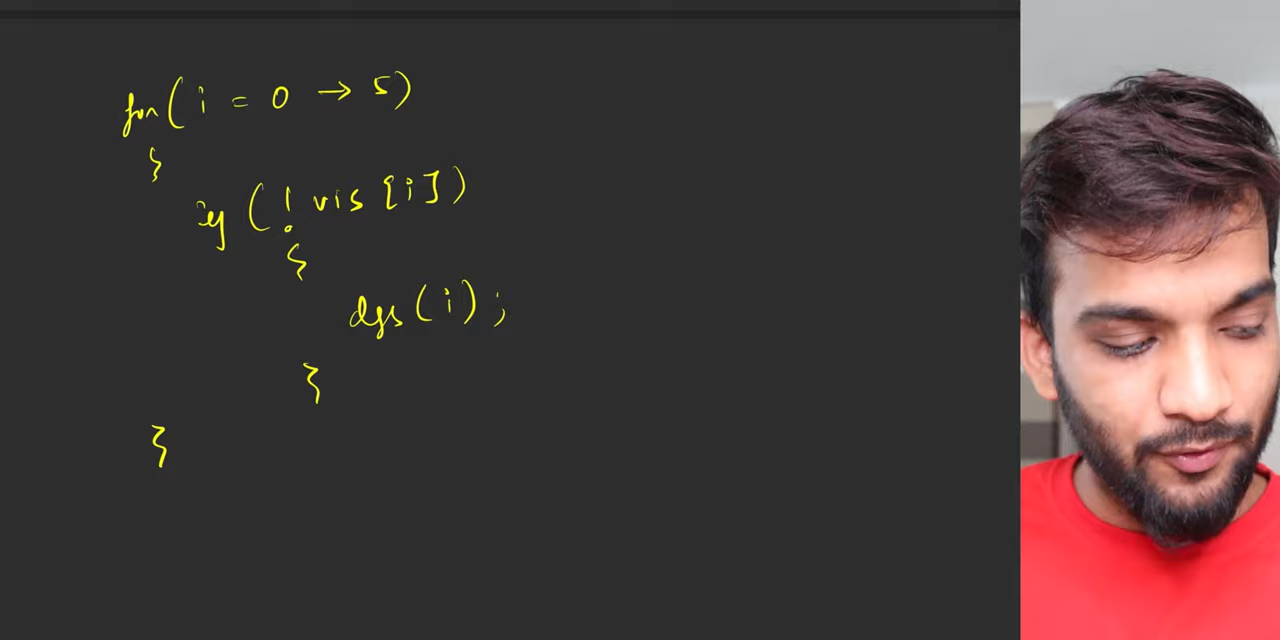 for( i = 0 → 5)
{
if ( ! vis [i])
{
dfs ( i ) ;
}
}